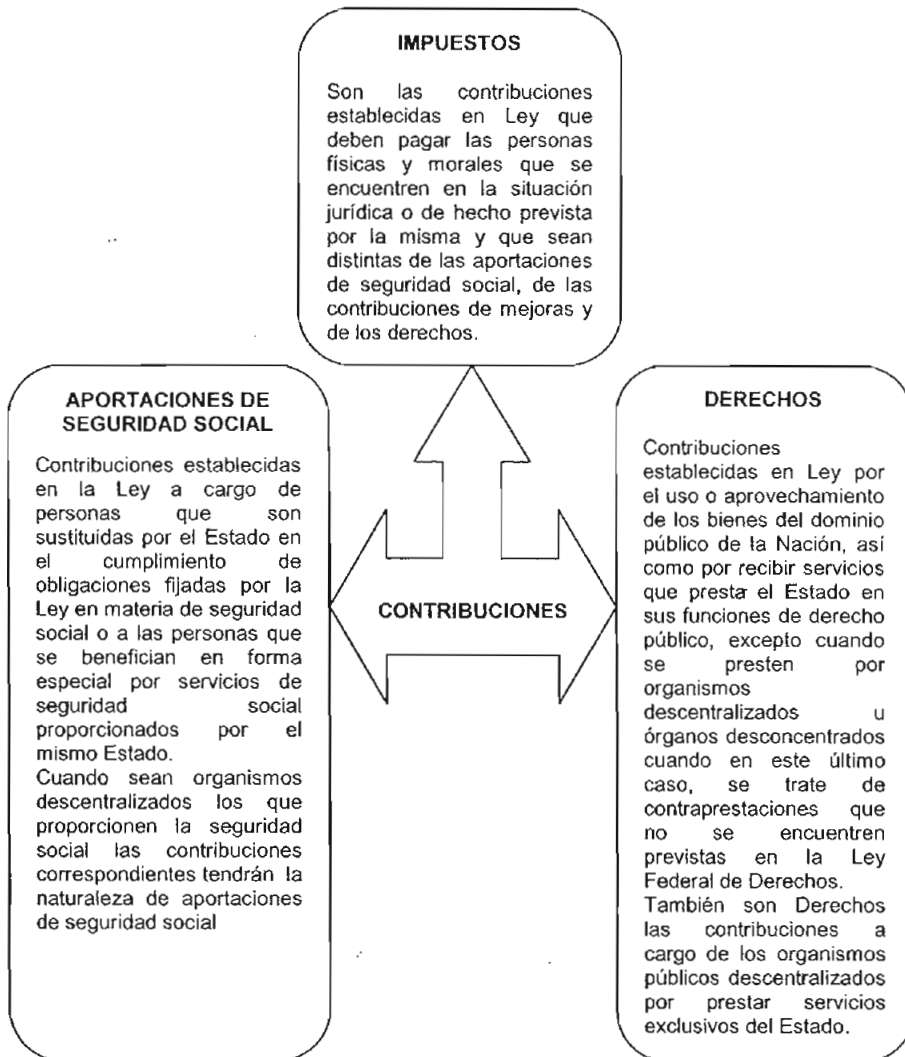 IMPUESTOS
Son las contribuciones
establecidas en Ley que
deben pagar las personas
físicas y morales que se
encuentren en la situación
jurídica o de hecho prevista
por la misma y que sean
distintas de las aportaciones
de seguridad social, de las
contribuciones de mejoras y
de los derechos.
APORTACIONES DE
SEGURIDAD SOCIAL
Contribuciones establecidas
en la Ley a cargo de
personas que son
sustituidas por el Estado en
el cumplimiento de
obligaciones fijadas por la
Ley en materia de seguridad
social o a las personas que
se benefician en forma
especial por servicios de
seguridad social
proporcionados por el
mismo Estado.
Cuando sean organismos
descentralizados los que
proporcionen la seguridad
social las contribuciones
correspondientes tendrán la
naturaleza de aportaciones
de seguridad social
CONTRIBUCIONES
DERECHOS
Contribuciones
establecidas en Ley por
el uso o aprovechamiento
de los bienes del dominio
público de la Nación, así
como por recibir servicios
que presta el Estado en
sus funciones de derecho
público, excepto cuando
se presten por
organismos
descentralizados u
órganos desconcentrados
cuando en este último
caso, se trate de
contraprestaciones que
no se encuentren
previstas en la Ley
Federal de Derechos.
También son Derechos
las contribuciones a
cargo de los organismos
públicos descentralizados
por prestar servicios
exclusivos del Estado.